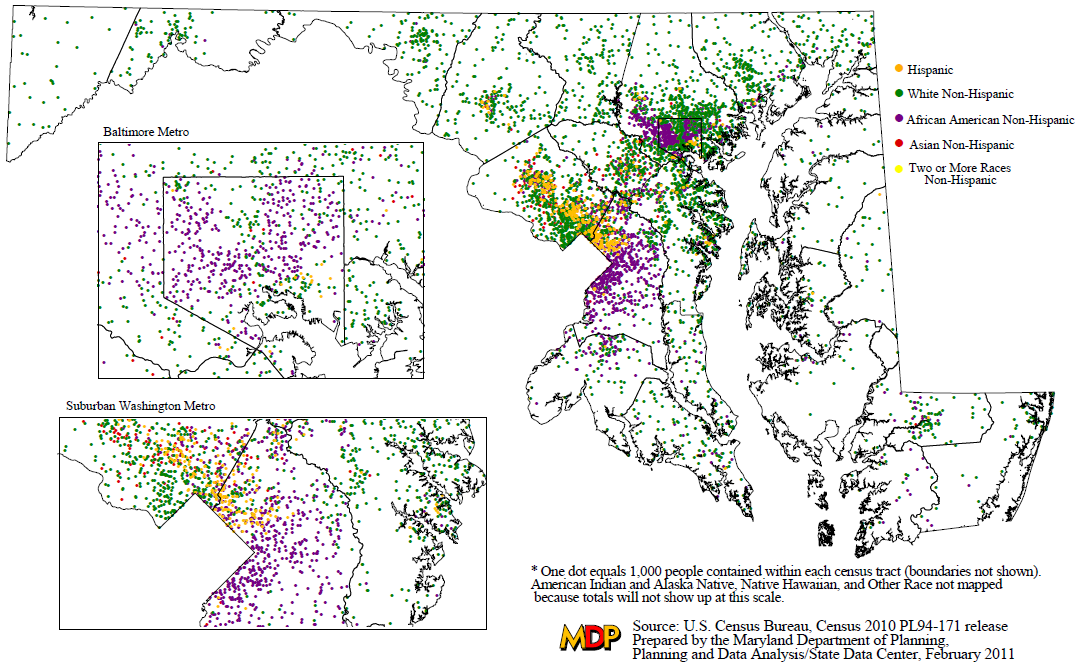 Hispanic
White Non-Hispanic
African American Non-Hispanic
Asian Non-Hispanic
Two or More Races
Non-Hispanic
Baltimore Metro
Suburban Washington Metro
* One dot equals 1,000 people contained within each census tract (boundaries not shown).
American Indian and Alaska Native, Native Hawaiian, and Other Race not mapped
because totals will not show up at this scale.
MDP
Source: U.S. Census Bureau, Census 2010 PL94-171 release
Prepared by the Maryland Department of Planning,
Planning and Data Analysis/State Data Center, February 2011